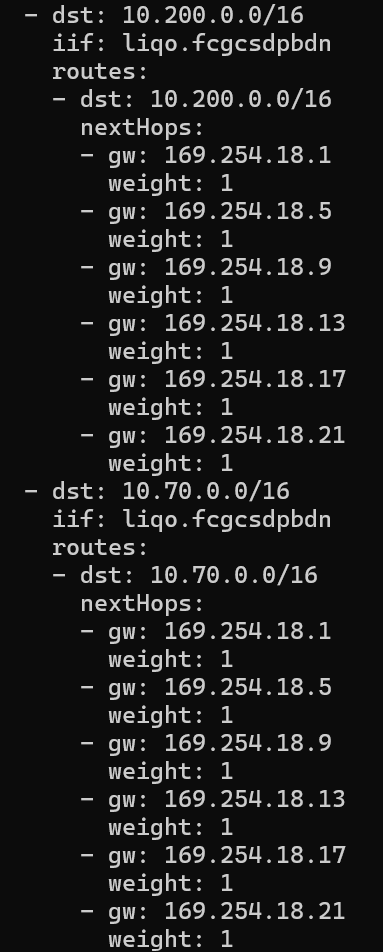 - dst: 10.200.0.0/16
  iif: liqo.fcgcsdpbdn
  routes:
  - dst: 10.200.0.0/16
    nextHops:
    - gw: 169.254.18.1
      weight: 1
    - gw: 169.254.18.5
      weight: 1
    - gw: 169.254.18.9
      weight: 1
    - gw: 169.254.18.13
      weight: 1
    - gw: 169.254.18.17
      weight: 1
    - gw: 169.254.18.21
      weight: 1
- dst: 10.70.0.0/16
  iif: liqo.fcgcsdpbdn
  routes:
  - dst: 10.70.0.0/16
    nextHops:
    - gw: 169.254.18.1
      weight: 1
    - gw: 169.254.18.5
      weight: 1
    - gw: 169.254.18.9
      weight: 1
    - gw: 169.254.18.13
      weight: 1
    - gw: 169.254.18.17
      weight: 1
    - gw: 169.254.18.21
      weight: 1